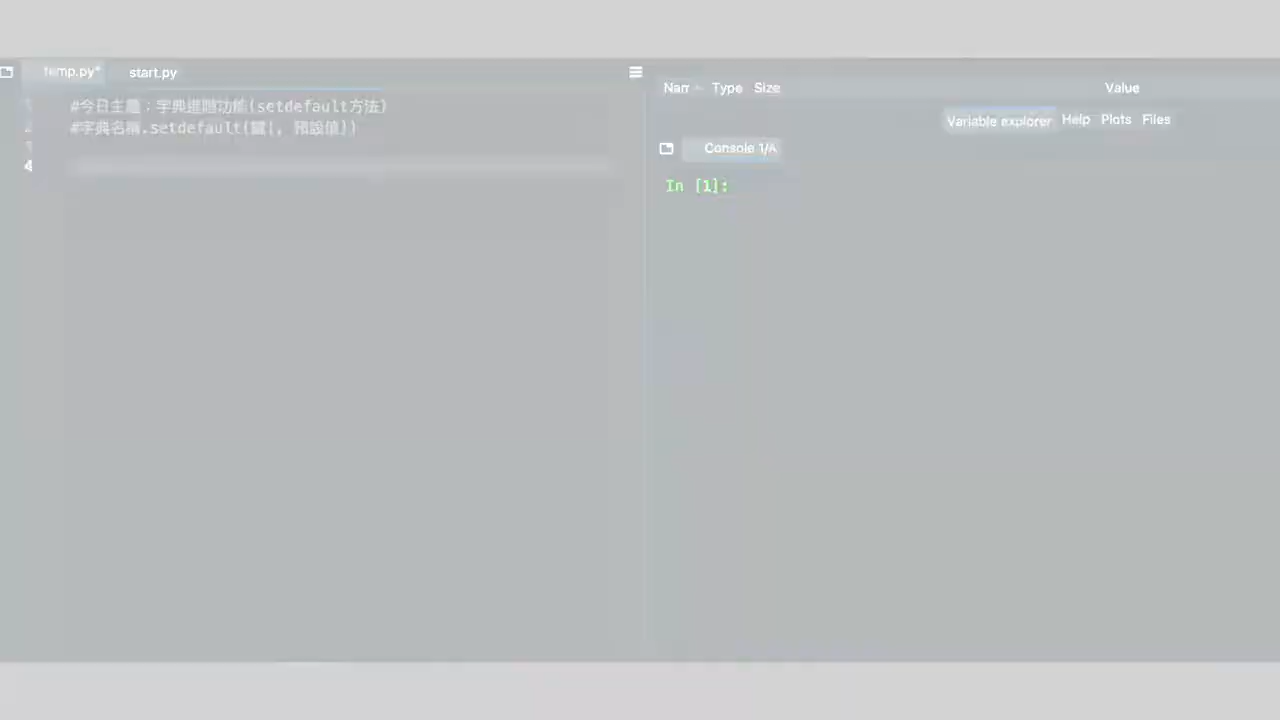 temp.py*
start.py
1 #今日主題：字典進階功能(setdefault方法)
2 #字典名稱.setdefault(鍵[, 預設值])
3
4
Nam Type Size Value
Variable explorer Help Plots Files
Console 1/A
In [1]: